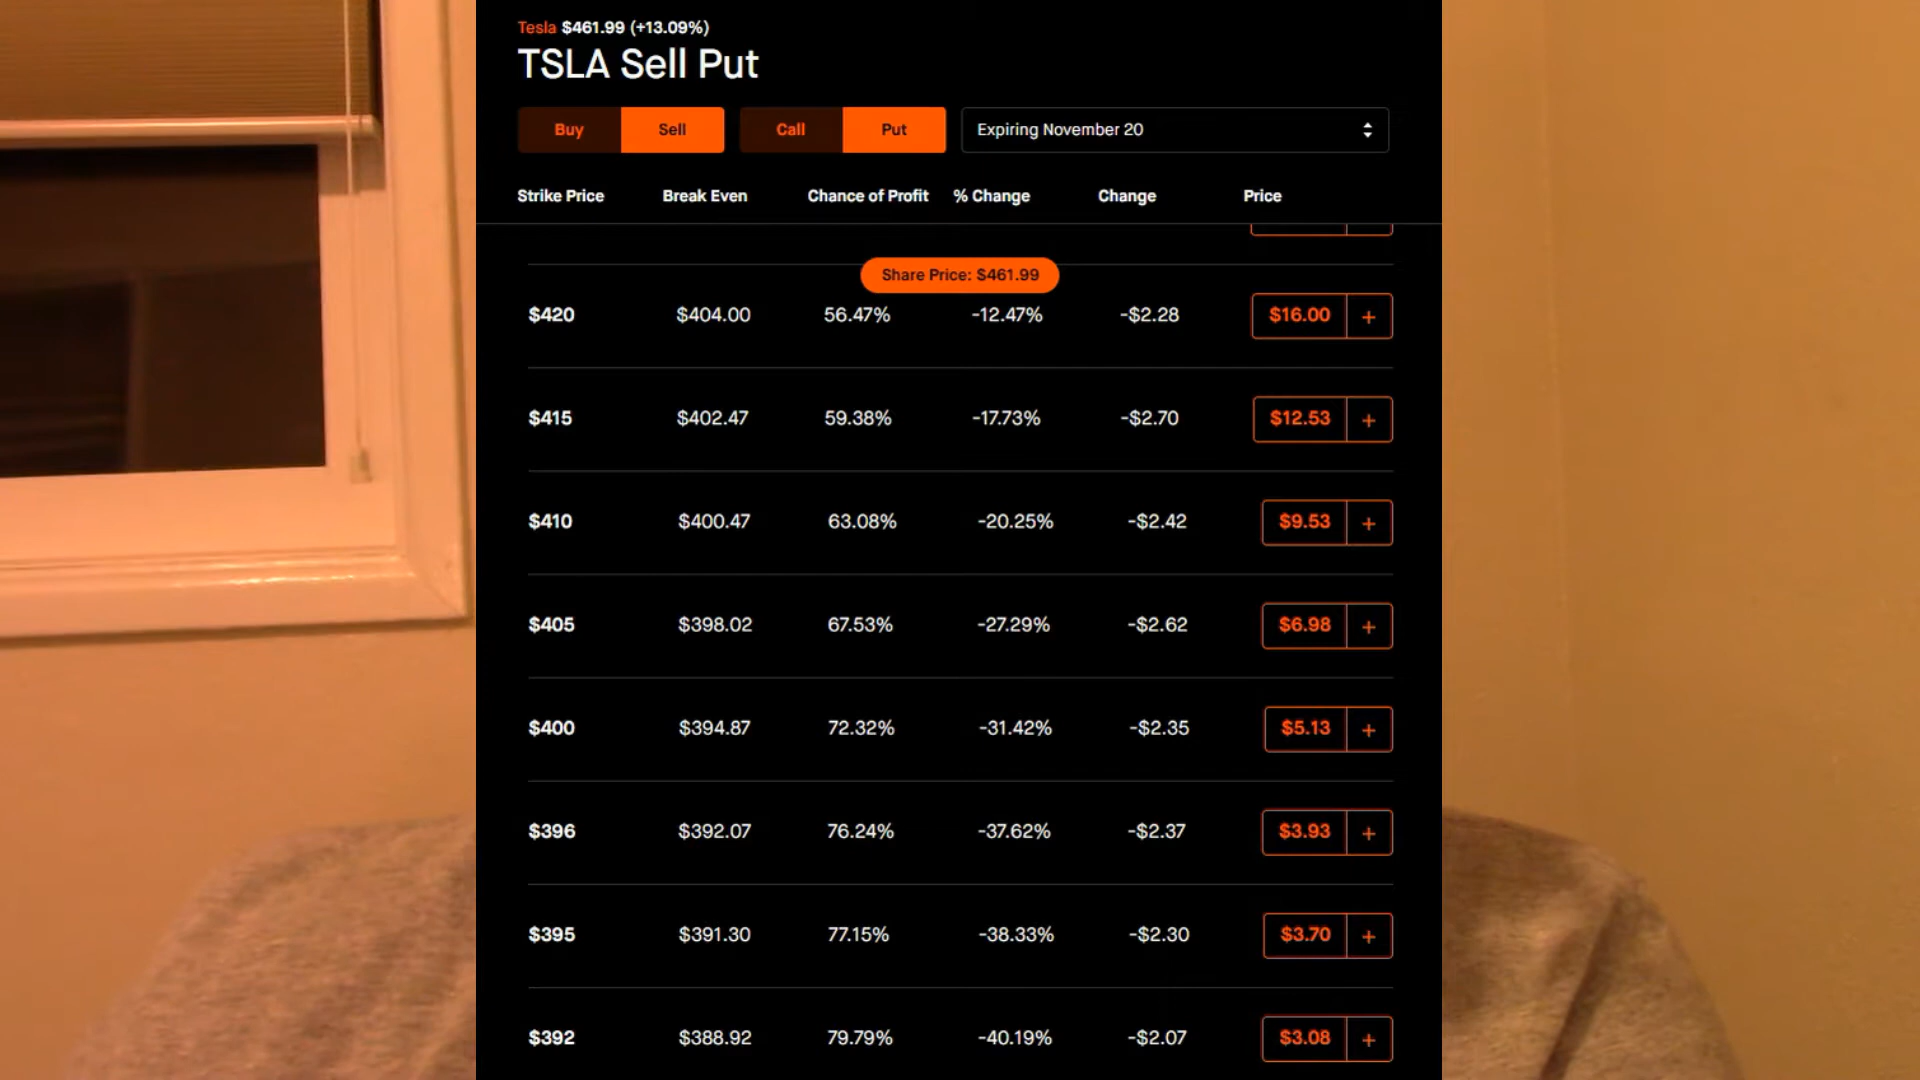 Tesla $461.99 (+13.09%)
TSLA Sell Put
Buy Sell Call Put Expiring November 20
Strike Price Break Even Chance of Profit % Change Change Price
Share Price: $461.99
$420 $404.00 56.47% -12.47% -$2.28 $16.00 +
$415 $402.47 59.38% -17.73% -$2.70 $12.53 +
$410 $400.47 63.08% -20.25% -$2.42 $9.53 +
$405 $398.02 67.53% -27.29% -$2.62 $6.98 +
$400 $394.87 72.32% -31.42% -$2.35 $5.13 +
$396 $392.07 76.24% -37.62% -$2.37 $3.93 +
$395 $391.30 77.15% -38.33% -$2.30 $3.70 +
$392 $388.92 79.79% -40.19% -$2.07 $3.08 +